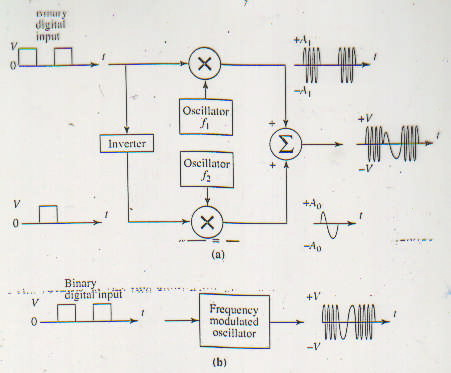 Binary
digital
input
V
0
t
+A₁
−A₁
t
Oscillator
f₁
+
Σ
+
+V
−V
t
Inverter
Oscillator
f₂
V
0
t
+A₀
−A₀
t
(a)
Binary
digital input
V
0
t
Frequency
modulated
oscillator
+V
−V
t
(b)